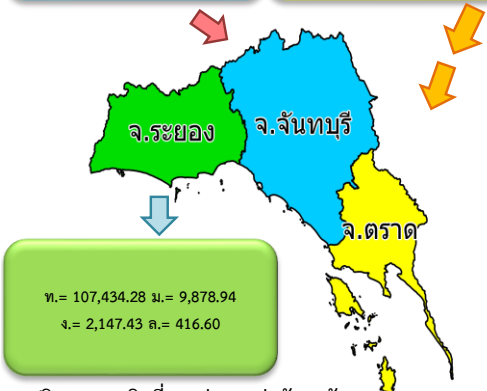 จ.ระยอง
จ.จันทบุรี
จ.ตราด
ท.= 107,434.28 ม.= 9,878.94
ง.= 2,147.43 ล.= 416.60